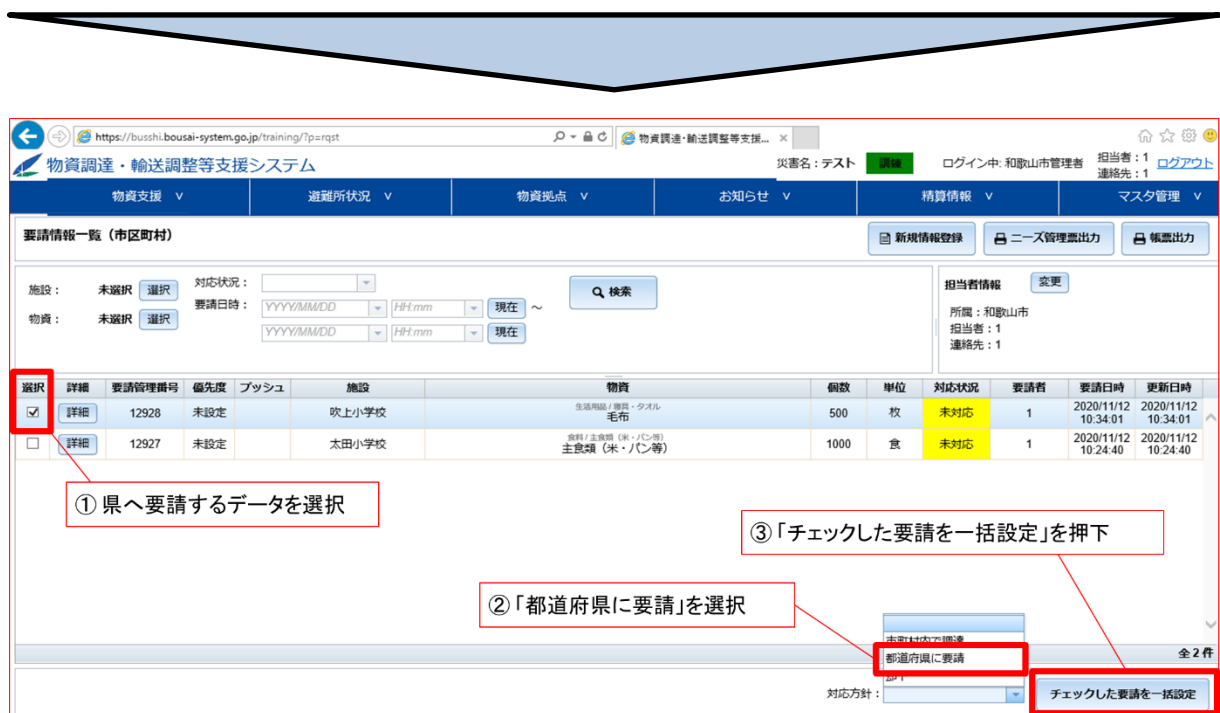 https://busshi.bousai-system.go.jp/training/?p=rqst
物資調達・輸送調整等支援...
物資調達・輸送調整等支援システム
災害名：テスト 訓練 ログイン中: 和歌山市管理者 担当者：1 ログアウト
連絡先：1
物資支援 ∨ 避難所状況 ∨ 物資拠点 ∨ お知らせ ∨ 精算情報 ∨ マスタ管理 ∨
要請情報一覧（市区町村）
新規情報登録 ニーズ管理票出力 帳票出力
施設： 未選択 選択 対応状況：
検索
担当者情報 変更
物資： 未選択 選択 要請日時： YYYY/MM/DD HH:mm 現在 ～
YYYY/MM/DD HH:mm 現在
所属：和歌山市
担当者：1
連絡先：1
選択 詳細 要請管理番号 優先度 プッシュ 施設 物資 個数 単位 対応状況 要請者 要請日時 更新日時
詳細 12928 未設定 吹上小学校 生活用品 / 寝具・タオル 毛布 500 枚 未対応 1 2020/11/12 10:34:01 2020/11/12 10:34:01
詳細 12927 未設定 太田小学校 食料 / 主食類（米・パン等） 主食類（米・パン等） 1000 食 未対応 1 2020/11/12 10:24:40 2020/11/12 10:24:40
① 県へ要請するデータを選択
③「チェックした要請を一括設定」を押下
②「都道府県に要請」を選択
市町村内で調達
都道府県に要請
全 2 件
対応方針：
チェックした要請を一括設定